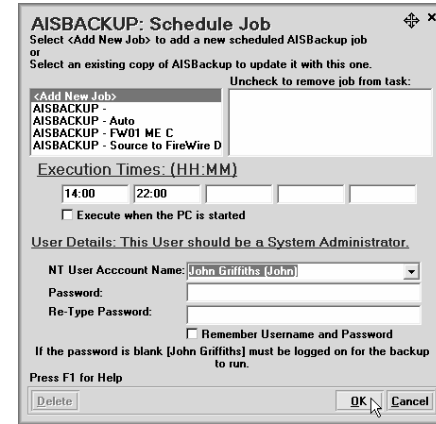 AISBACKUP: Schedule Job
Select <Add New Job> to add a new scheduled AISBackup job
or
Select an existing copy of AISBackup to update it with this one.
Uncheck to remove job from task:
<Add New Job>
AISBACKUP -
AISBACKUP - Auto
AISBACKUP - FW01 ME C
AISBACKUP - Source to FireWire D
Execution Times: (HH:MM)
14:00 22:00
Execute when the PC is started
User Details: This User should be a System Administrator.
NT User Acccount Name: John Griffiths (John)
Password:
Re-Type Password:
Remember Username and Password
If the password is blank [John Griffiths] must be logged on for the backup
to run.
Press F1 for Help
Delete OK Cancel